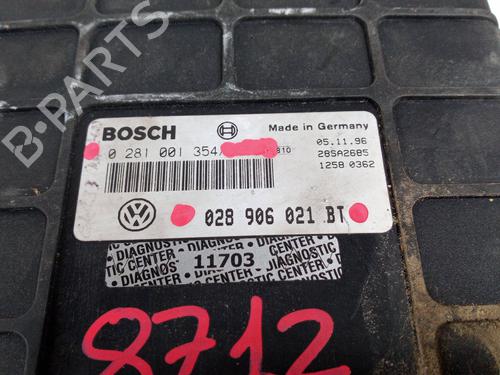 B-PARTS
BOSCH
Made in Germany
0 281 001 354/
05.11.96
28SA2685
1258 0362
028 906 021 BT
DIAGNOSTIC CENTER
11703
8712